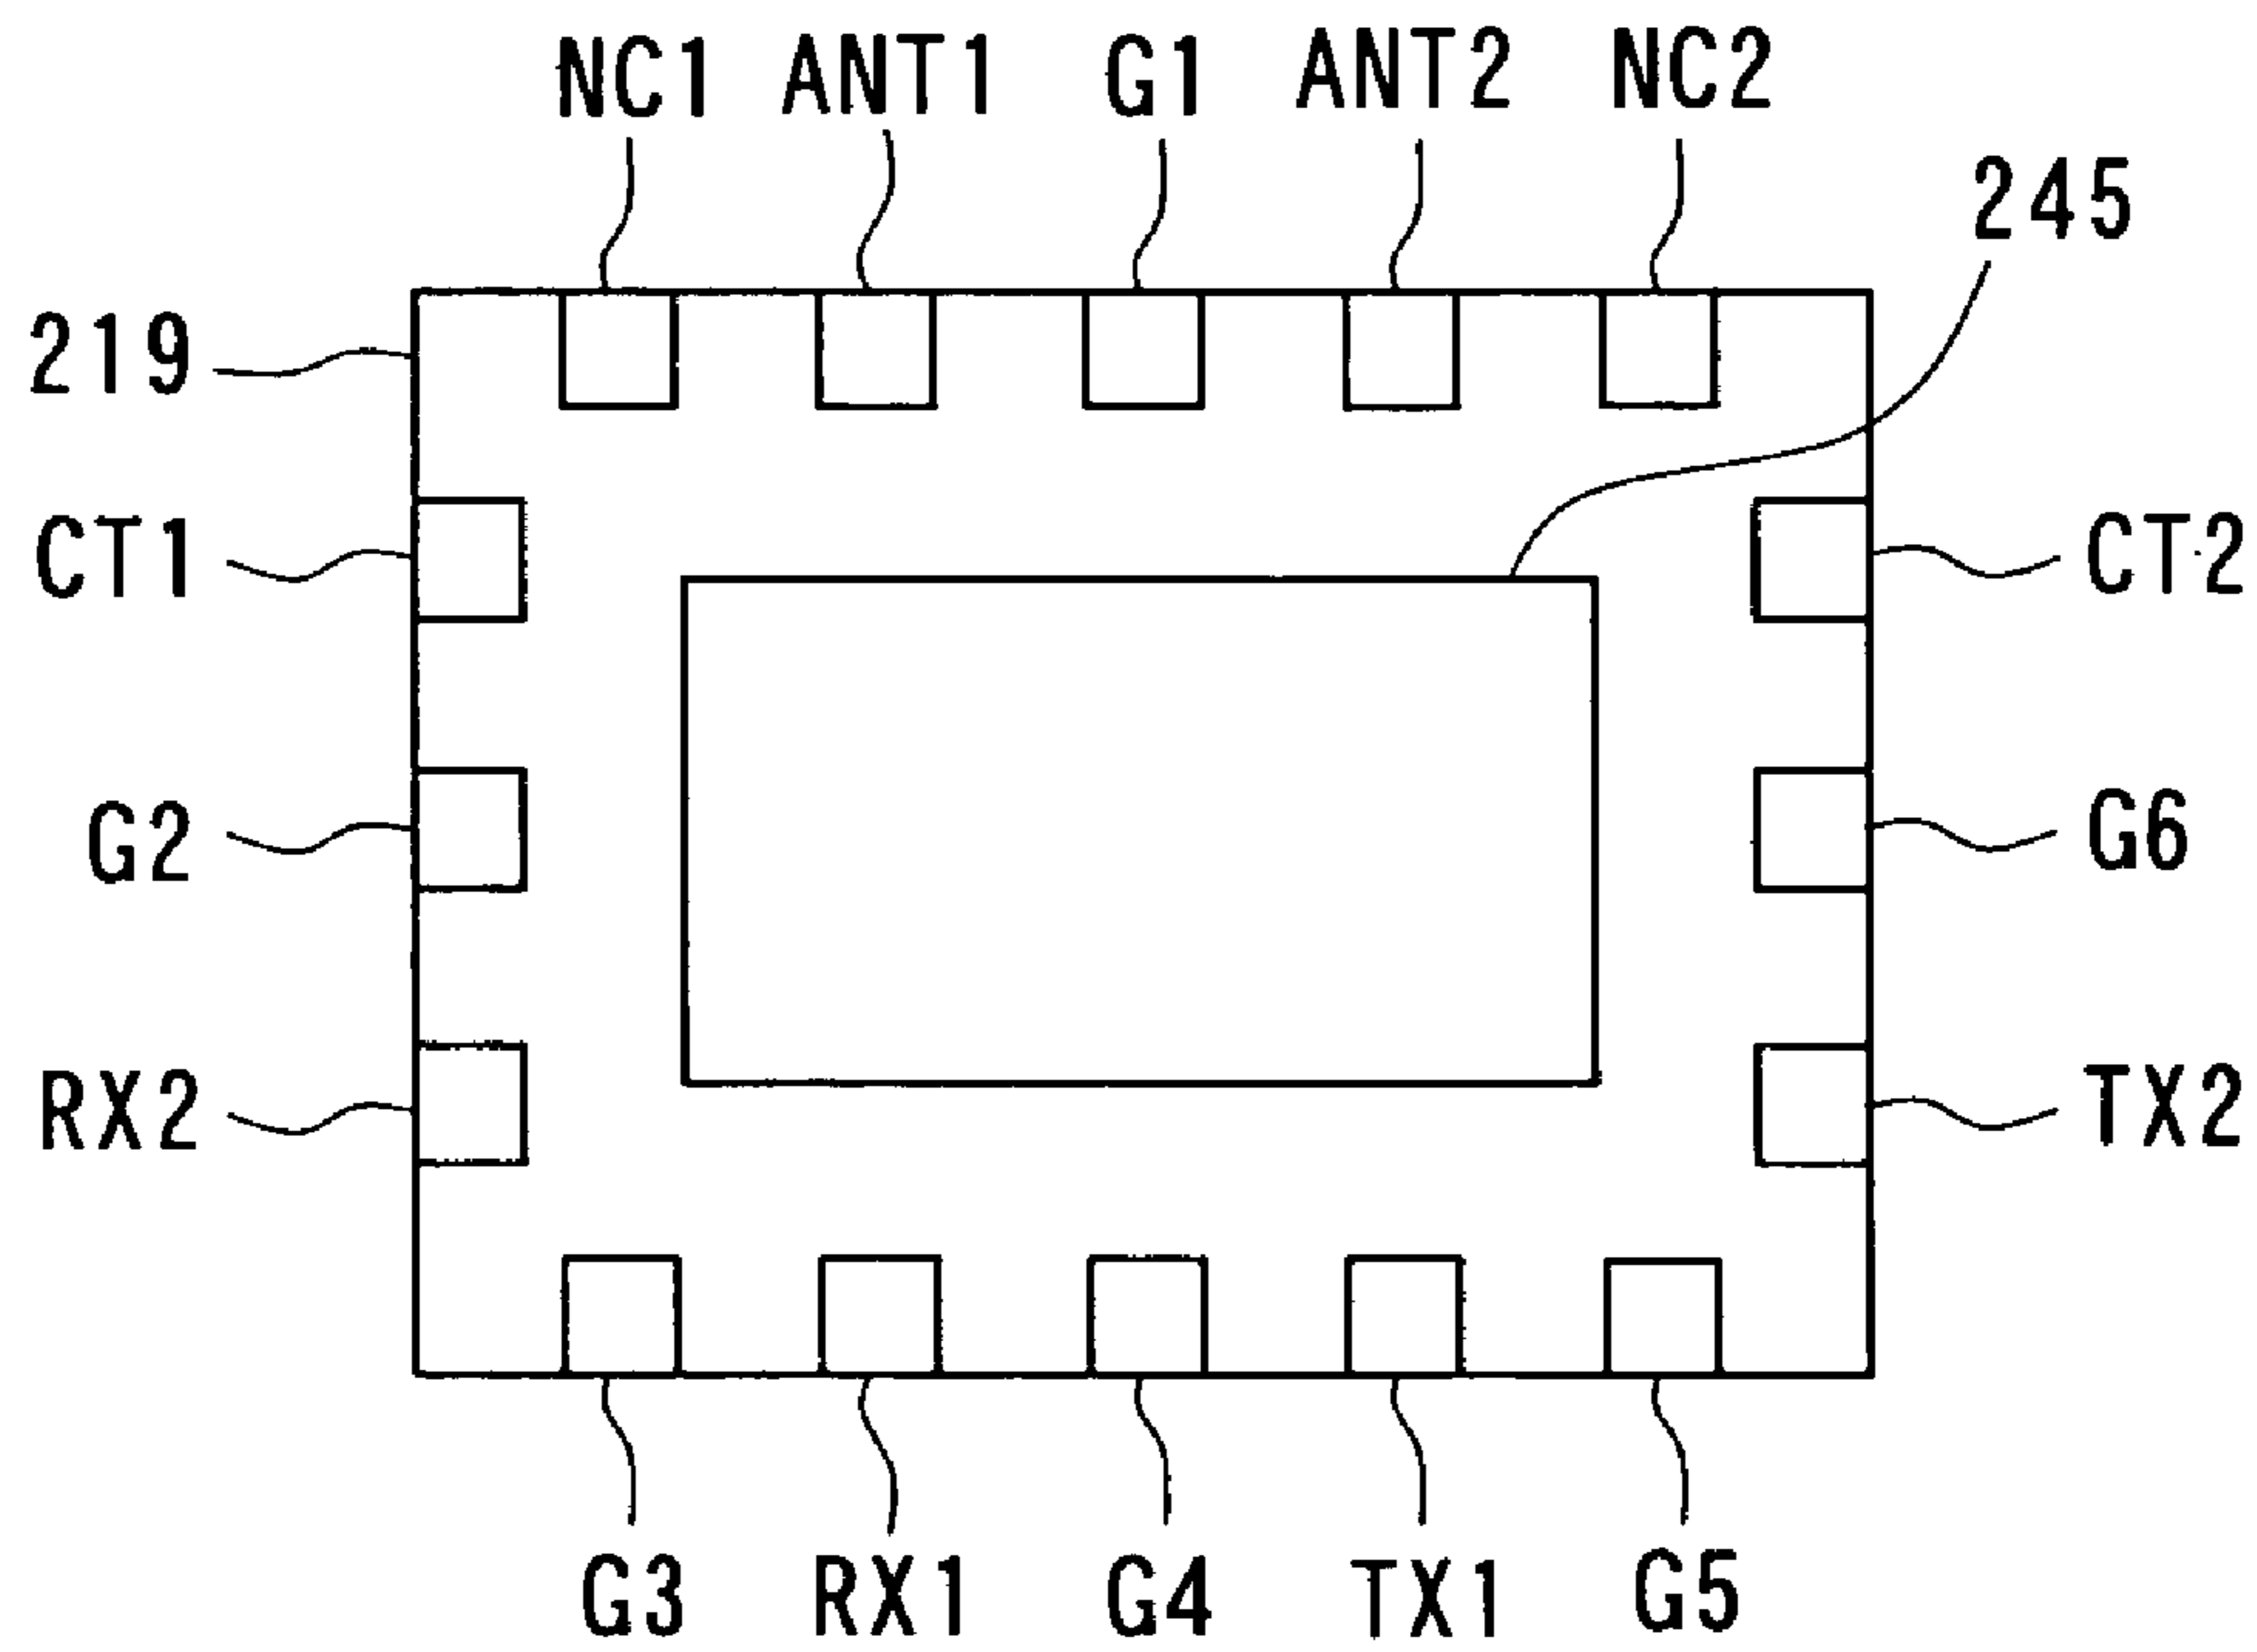 NC1 ANT1 G1 ANT2 NC2
245
219
CT1 CT2
G2 G6
RX2 TX2
G3 RX1 G4 TX1 G5